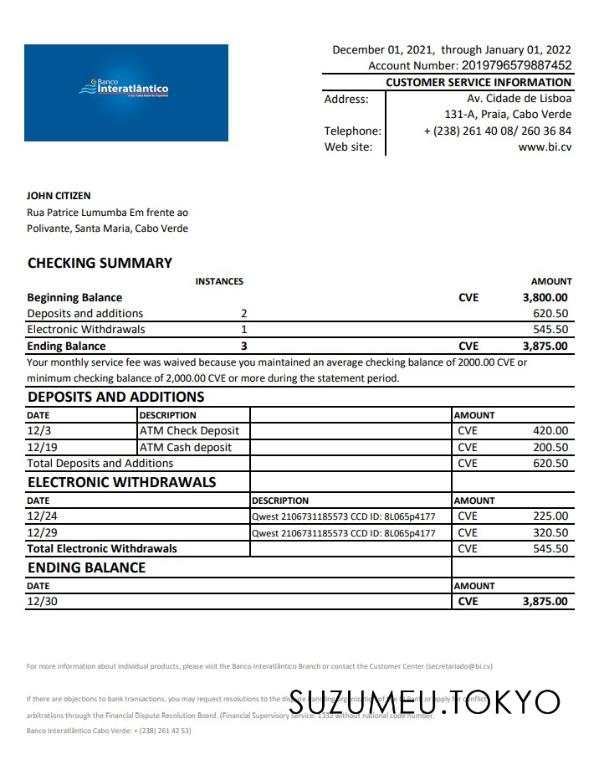 December 01, 2021, through January 01, 2022
Account Number: 2019796579887452
Banco
Interatlântico
CUSTOMER SERVICE INFORMATION
Address: Av. Cidade de Lisboa
131-A, Praia, Cabo Verde
Telephone: + (238) 261 40 08/ 260 36 84
Web site: www.bi.cv
JOHN CITIZEN
Rua Patrice Lumumba Em frente ao
Polivante, Santa Maria, Cabo Verde
CHECKING SUMMARY
INSTANCES AMOUNT
Beginning Balance CVE 3,800.00
Deposits and additions 2 620.50
Electronic Withdrawals 1 545.50
Ending Balance 3 CVE 3,875.00
Your monthly service fee was waived because you maintained an average checking balance of 2000.00 CVE or
minimum checking balance of 2,000.00 CVE or more during the statement period.
DEPOSITS AND ADDITIONS
DATE DESCRIPTION AMOUNT
12/3 ATM Check Deposit CVE 420.00
12/19 ATM Cash deposit CVE 200.50
Total Deposits and Additions CVE 620.50
ELECTRONIC WITHDRAWALS
DATE DESCRIPTION AMOUNT
12/24 Qwest 2106731185573 CCD ID: 8L065p4177 CVE 225.00
12/29 Qwest 2106731185573 CCD ID: 8L065p4177 CVE 320.50
Total Electronic Withdrawals CVE 545.50
ENDING BALANCE
DATE AMOUNT
12/30 CVE 3,875.00
For more information about individual products, please visit the Banco Interatlântico Branch or contact the Customer Center (secretariado@bi.cv)
If there are objections to bank transactions, you may request resolutions to the dispute handling organization of the Bank or apply for conflict
SUZUMEU.TOKYO
arbitrations through the Financial Dispute Resolution Board. (Financial Supervisory Service: 1332 without national code number.
Banco Interatlântico Cabo Verde: + (238) 261 42 53)